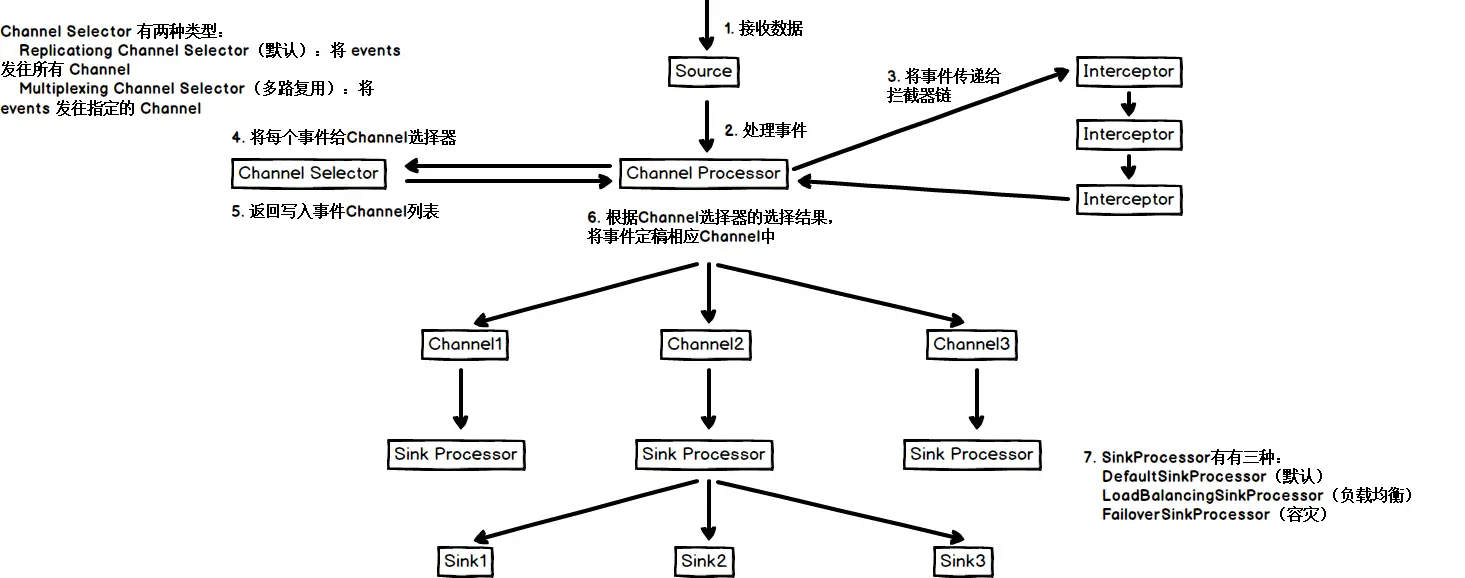 Channel Selector 有两种类型：
Replicationg Channel Selector（默认）：将 events
发往所有 Channel
Multiplexing Channel Selector（多路复用）：将
events 发往指定的 Channel
1. 接收数据
Source
2. 处理事件
3. 将事件传递给
拦截器链
Interceptor
Interceptor
Interceptor
4. 将每个事件给Channel选择器
Channel Selector
Channel Processor
5. 返回写入事件Channel列表
6. 根据Channel选择器的选择结果，
将事件定稿相应Channel中
Channel1
Channel2
Channel3
Sink Processor
Sink Processor
Sink Processor
7. SinkProcessor有有三种：
DefaultSinkProcessor（默认）
LoadBalancingSinkProcessor（负载均衡）
FailoverSinkProcessor（容灾）
Sink1
Sink2
Sink3